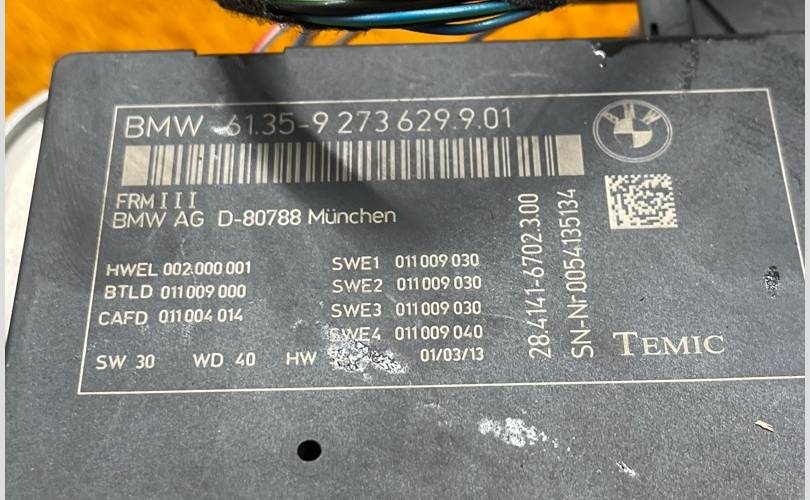 BMW 61.35-9 273 629.9.01
BMW
FRM III
BMW AG D-80788 München
HWEL 002.000.001
BTLD 011 009 000
CAFD 011 004 014
SWE1 011 009 030
SWE2 011 009 030
SWE3 011 009 030
SWE4 011 009 040
SW 30 WD 40 HW
01/03/13
28.4141-6702.3.00
SN-Nr0054135134
TEMIC